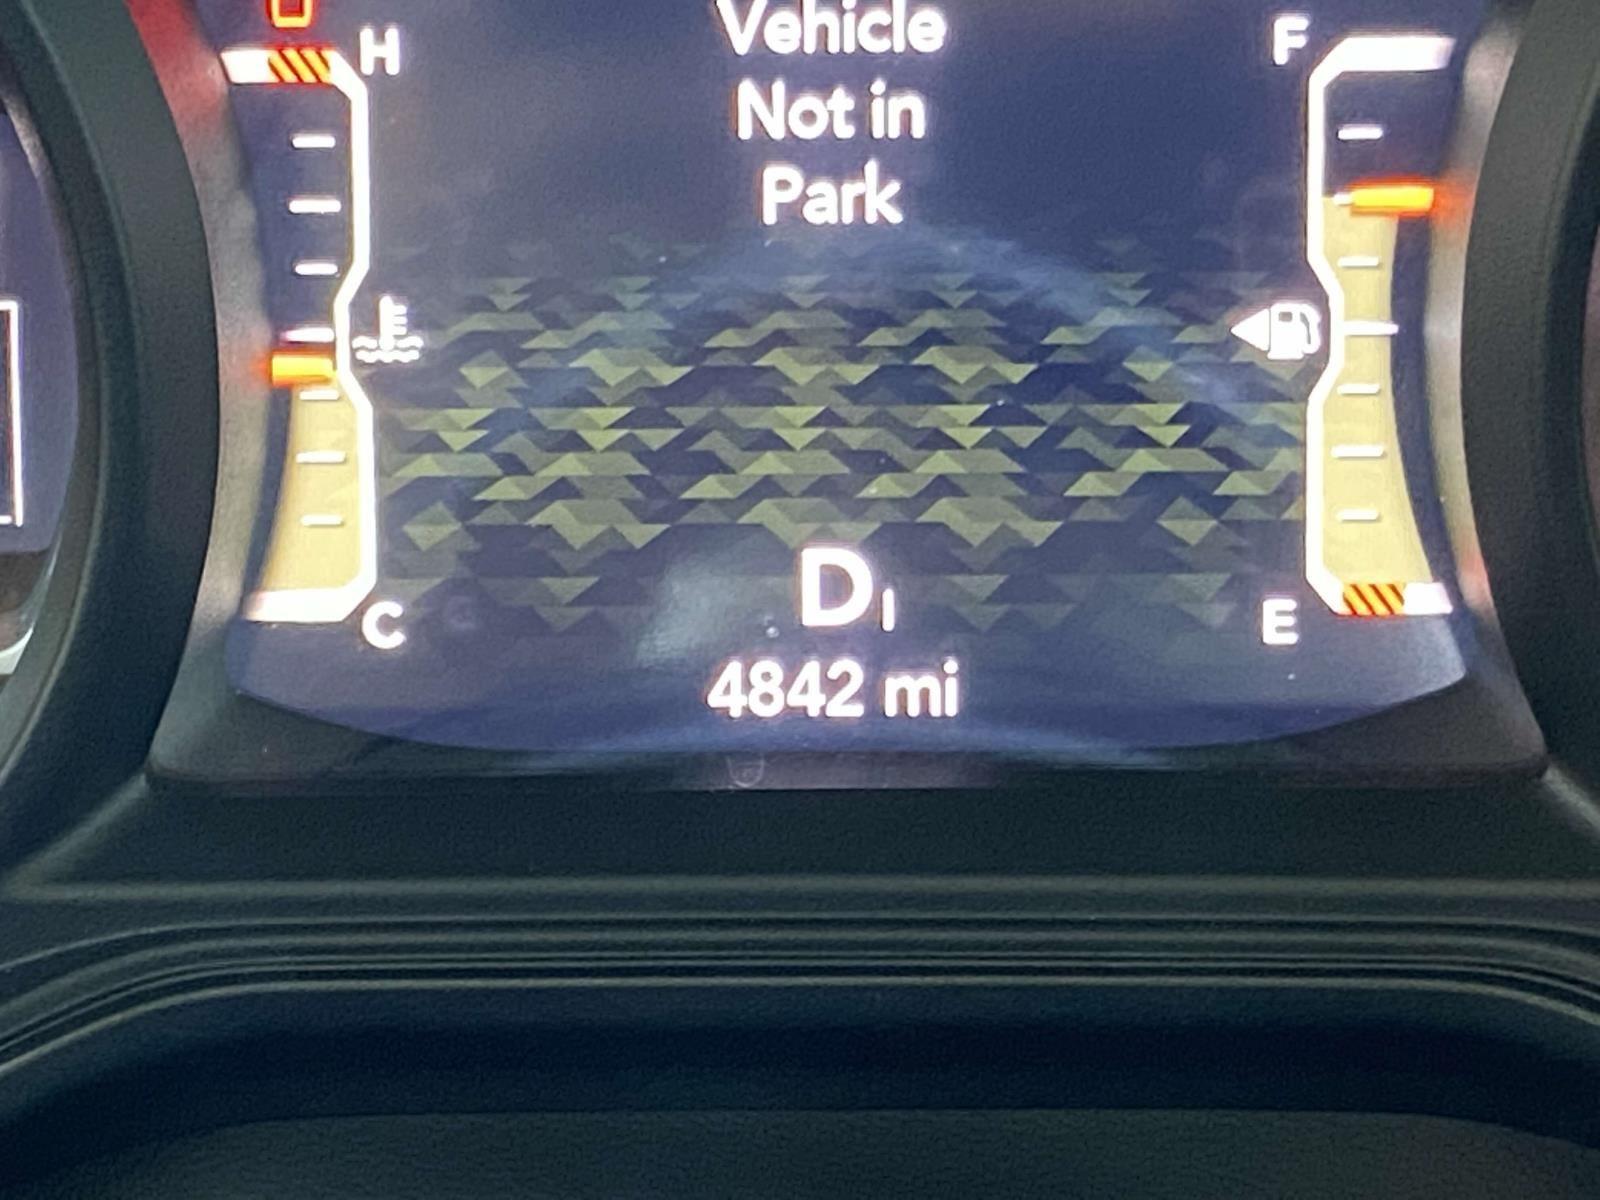 H
Vehicle
Not in
Park
F
D1
4842 mi
C
E